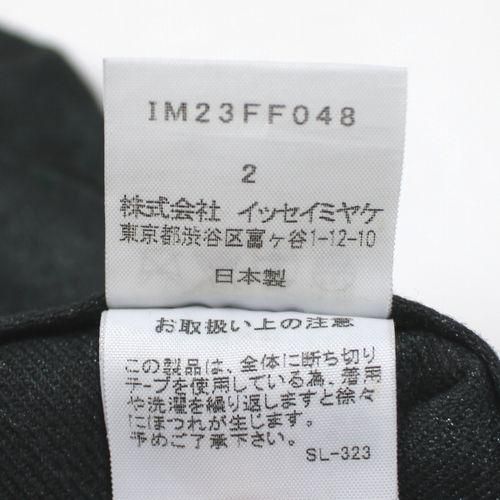 IM23FF048
2
株式会社 イッセイミヤケ
東京都渋谷区富ヶ谷1-12-10
日本製
お取扱い上の注意
この製品は、全体に断ち切り
テープを使用している為、着用
や洗濯を繰り返しますと徐々
にほつれが生じます。
予めご了承下さい。
SL-323